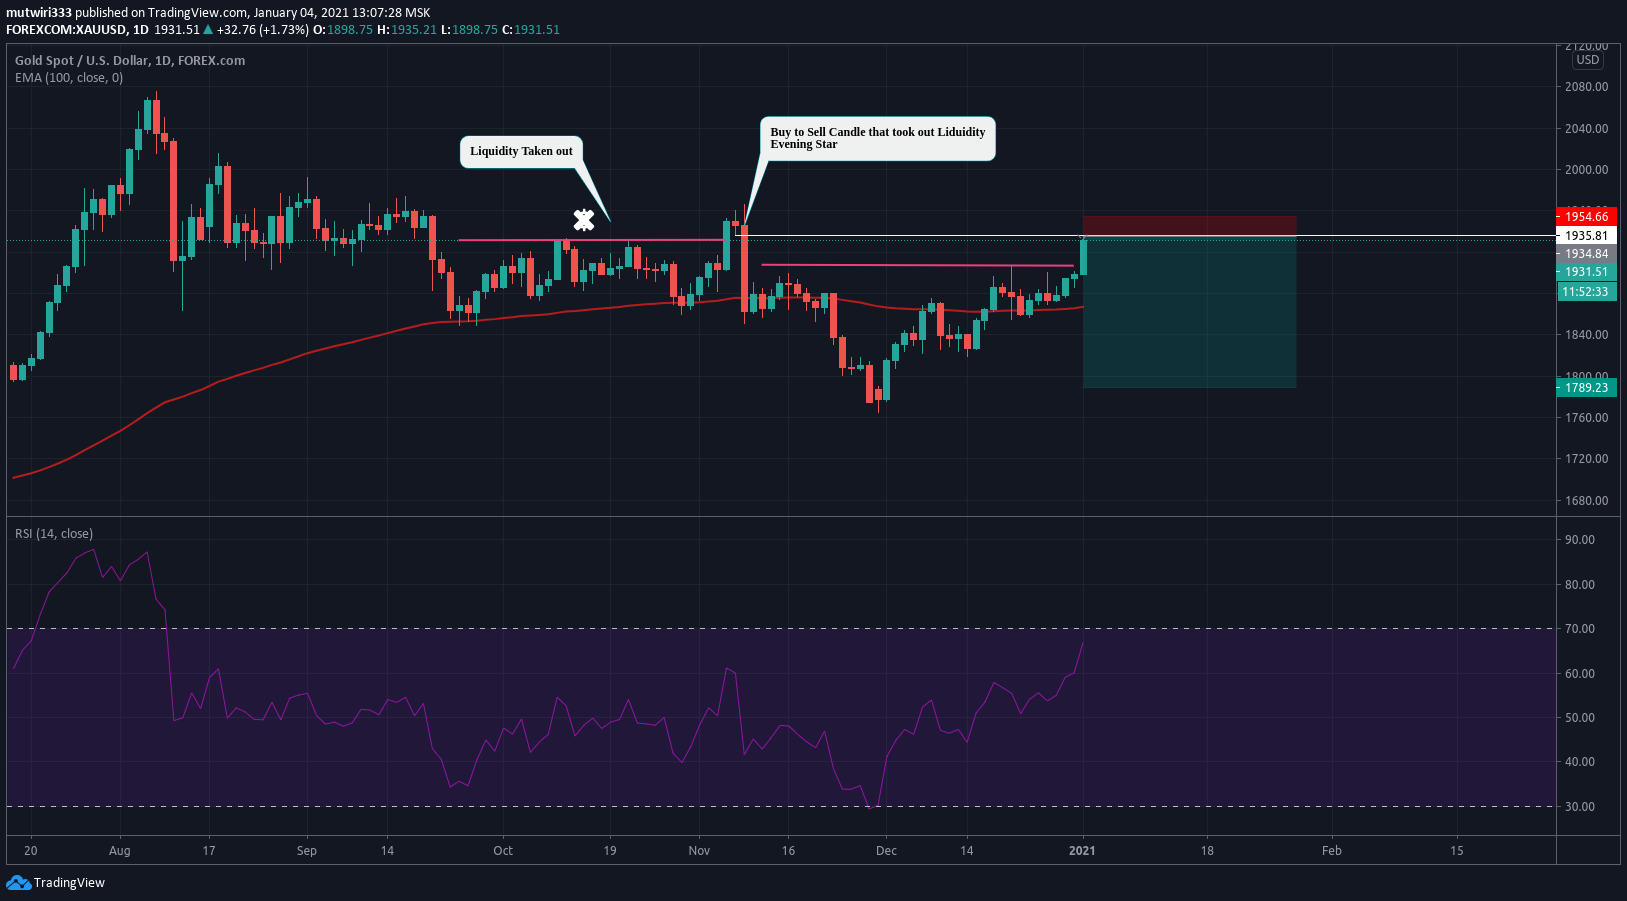 mutwiri333 published on TradingView.com, January 04, 2021 13:07:28 MSK
FOREXCOM:XAUUSD, 1D 1931.51 ▲ +32.76 (+1.73%) O:1898.75 H:1935.21 L:1898.75 C:1931.51
Gold Spot / U.S. Dollar, 1D, FOREX.com
EMA (100, close, 0)
2120.00
USD
2080.00
2040.00
2000.00
1954.66
1935.81
1934.84
1931.51
11:52:33
1840.00
1800.00
1789.23
1760.00
1720.00
1680.00
Liquidity Taken out
Buy to Sell Candle that took out Liduidity
Evening Star
RSI (14, close)
90.00
80.00
70.00
60.00
50.00
40.00
30.00
20 Aug 17 Sep 14 Oct 19 Nov 16 Dec 14 2021 18 Feb 15
TradingView